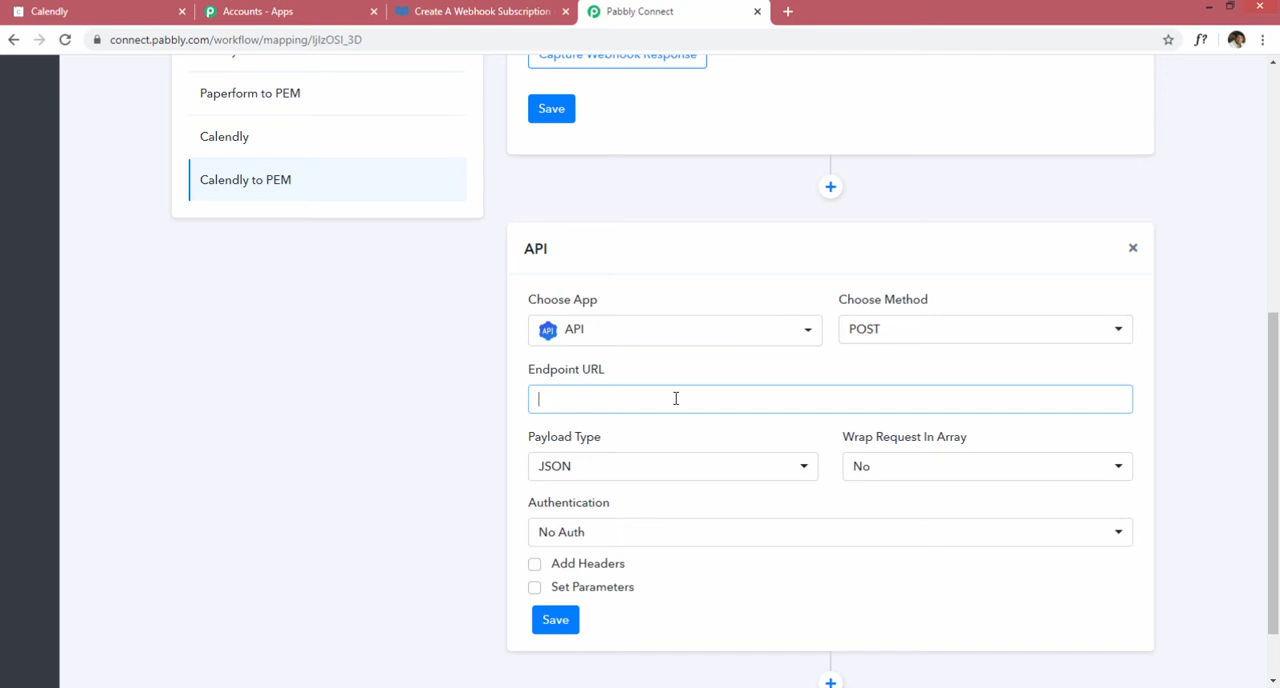 Calendly
Accounts - Apps
Create A Webhook Subscription
Pabbly Connect
connect.pabbly.com/workflow/mapping/IjIzOSI_3D
Capture Webhook Response
Paperform to PEM
Save
Calendly
Calendly to PEM
API
Choose App
Choose Method
API
API
POST
Endpoint URL
Payload Type
Wrap Request In Array
JSON
No
Authentication
No Auth
Add Headers
Set Parameters
Save